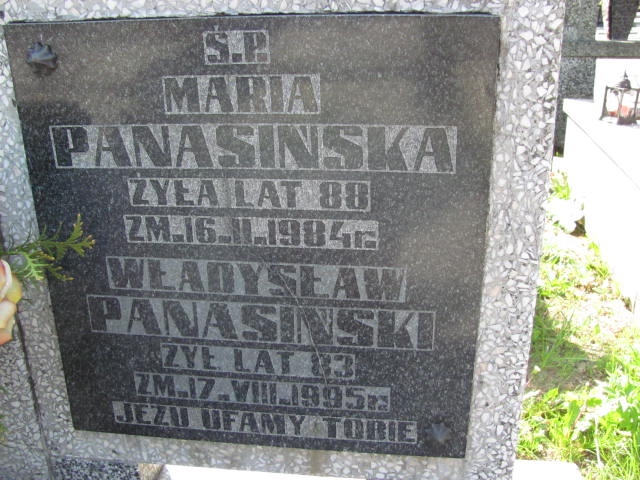 Ś.P.
MARIA
PANASIŃSKA
ŻYŁA LAT 88
ZM. 16.II.1984 r.
WŁADYSŁAW
PANASIŃSKI
ŻYŁ LAT 83
ZM. 17.VIII.1995 r.
JEZU UFAMY TOBIE